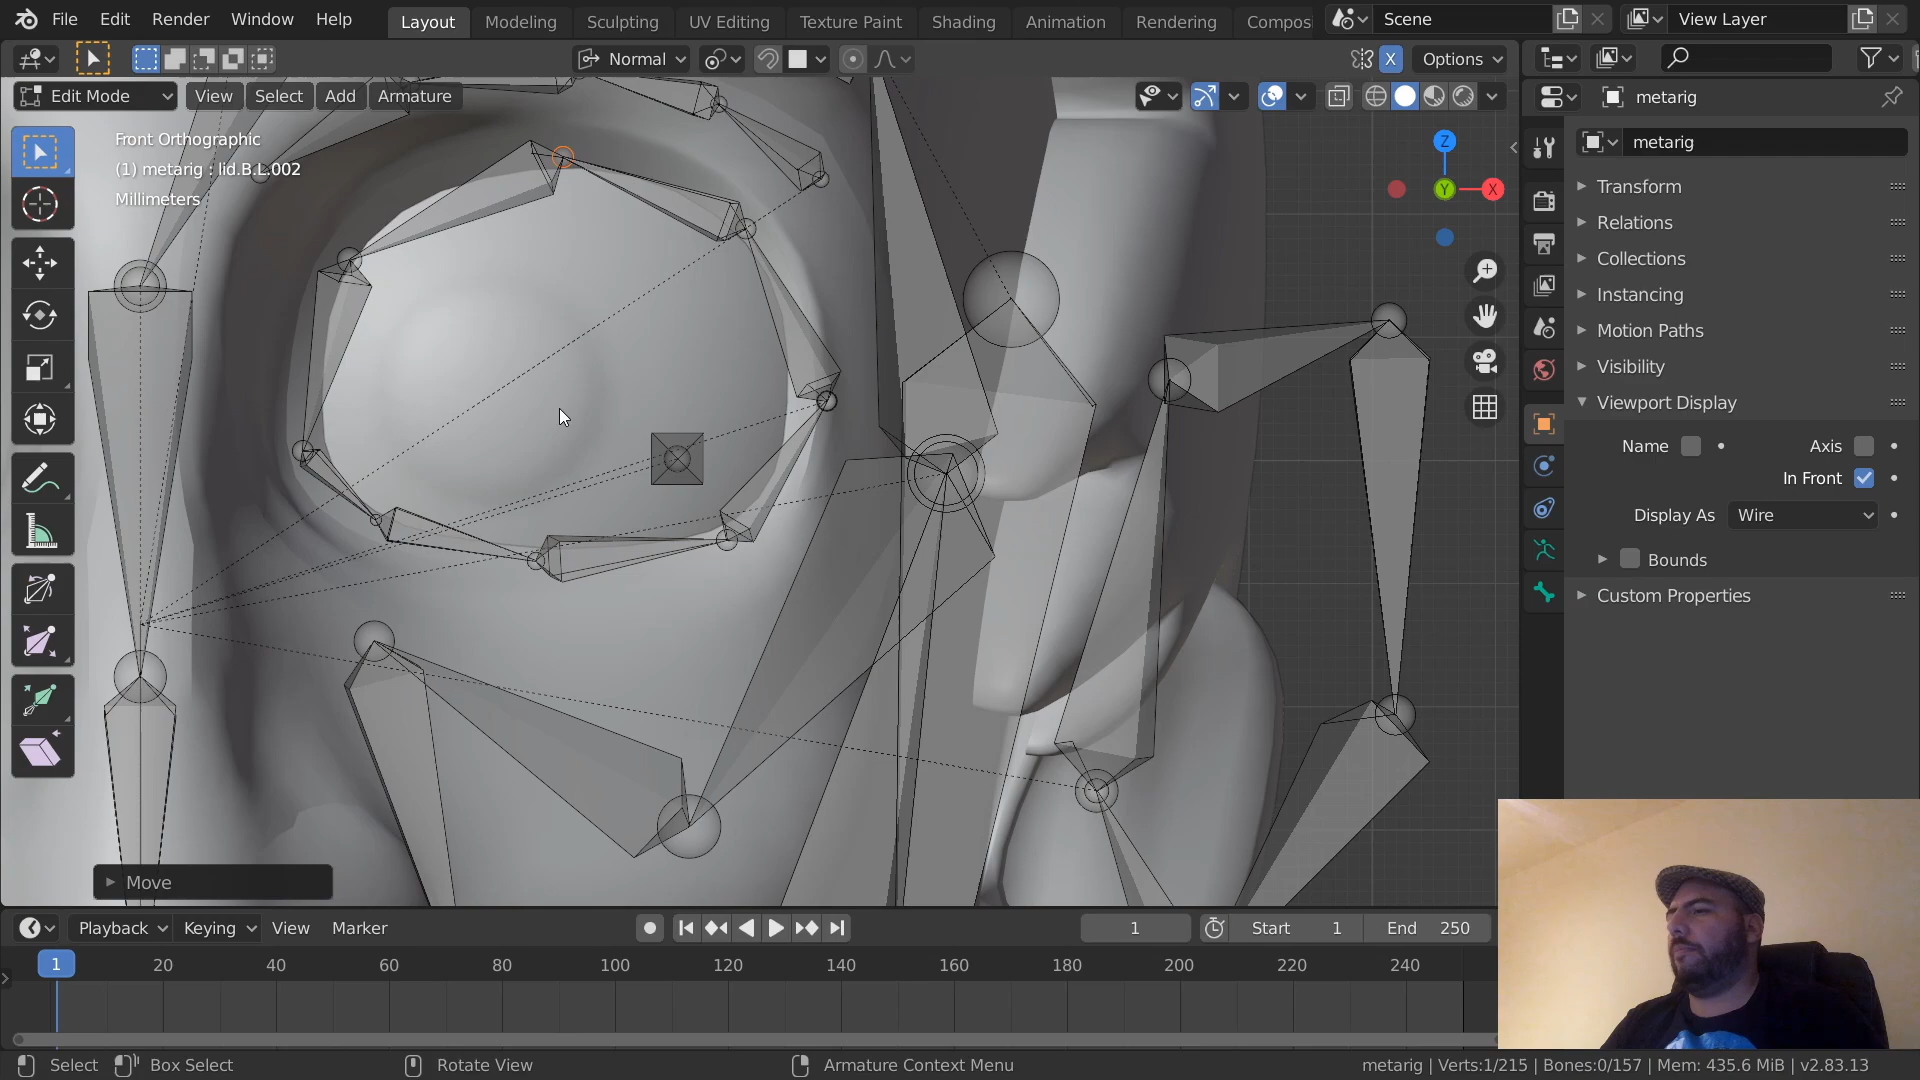 File Edit Render Window Help Layout Modeling Sculpting UV Editing Texture Paint Shading Animation Rendering Compos Scene View Layer
Normal X Options
Edit Mode View Select Add Armature metarig
Front Orthographic Z metarig
(1) metarig : lid.B.L.002
Y X Transform
Millimeters
Relations
Collections
Instancing
Motion Paths
Visibility
Viewport Display
Name Axis
In Front
Display As Wire
Bounds
Custom Properties
Move
Playback Keying View Marker 1 Start 1 End 250
1 20 40 60 80 100 120 140 160 180 200 220 240
Select Box Select Rotate View Armature Context Menu metarig | Verts:1/215 | Bones:0/157 | Mem: 435.6 MiB | v2.83.13